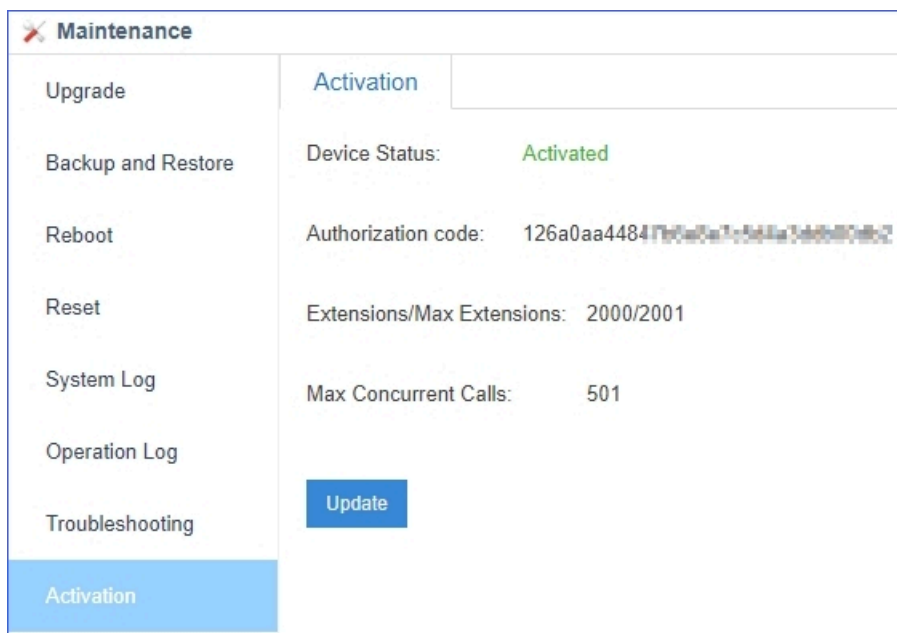 Maintenance
Upgrade
Backup and Restore
Reboot
Reset
System Log
Operation Log
Troubleshooting
Activation
Activation
Device Status: Activated
Authorization code: 126a0aa4484
Extensions/Max Extensions: 2000/2001
Max Concurrent Calls: 501
Update